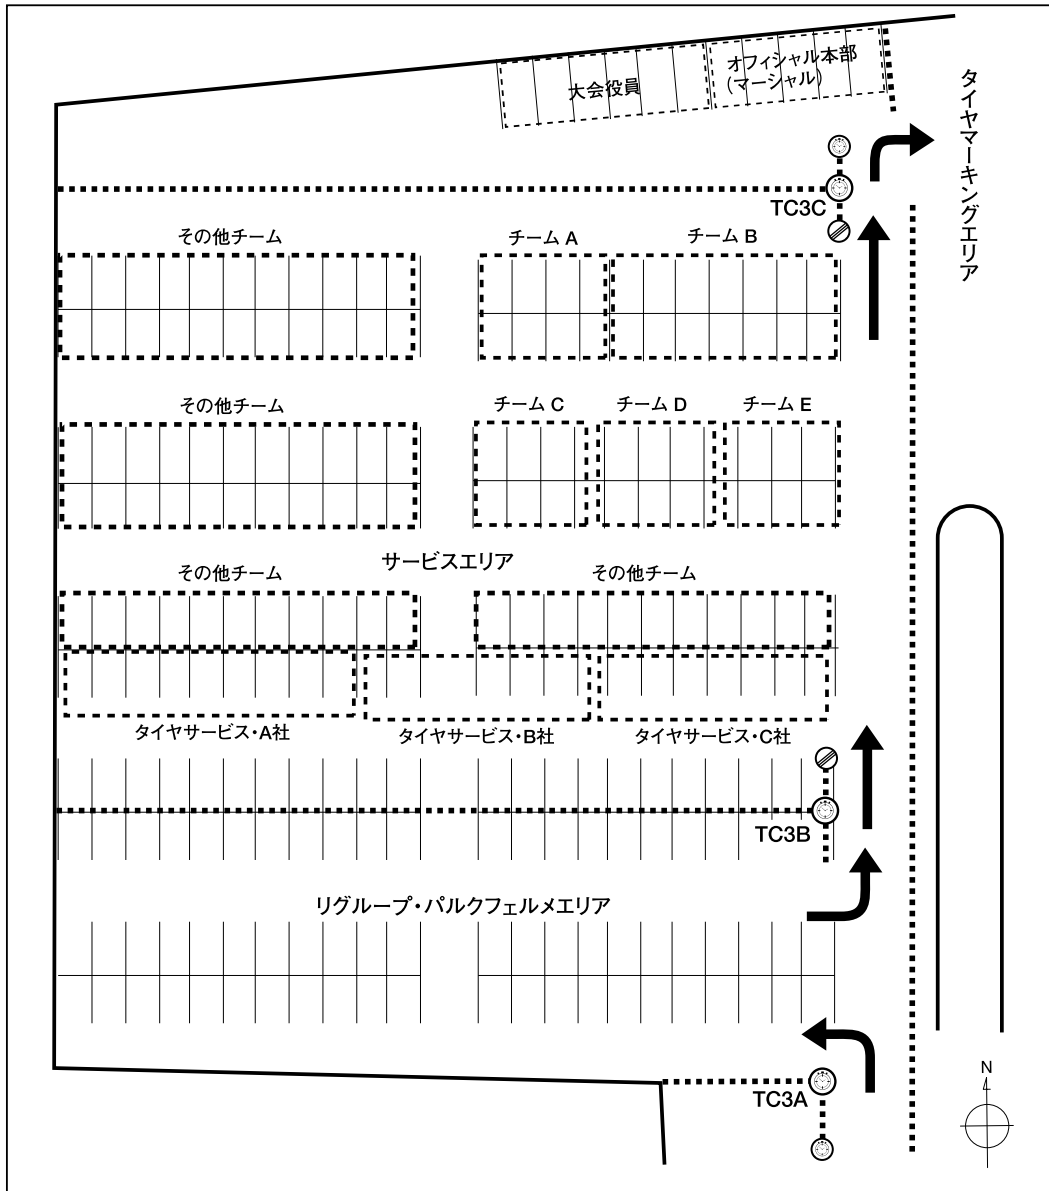 オフィシャル本部
(マーシャル)
大会役員
タイヤマーキングエリア
TC3C
その他チーム
チーム A
チーム B
その他チーム
チーム C
チーム D
チーム E
サービスエリア
その他チーム
その他チーム
タイヤサービス・A社
タイヤサービス・B社
タイヤサービス・C社
TC3B
リグループ・パルクフェルメエリア
TC3A
N